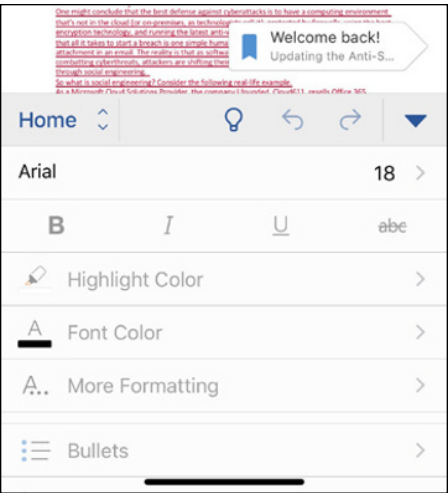 One might conclude that the best defense against cyberattacks is to have a computing environment
that's not in the cloud (or on-premises, as technologists call it), protected by firewalls, using the best
encryption technology, and running the latest anti-v
that all it takes to start a breach is one simple huma
attachment in an email. The reality is that as softwa
combatting cyberthreats, attackers are shifting thei
through social engineering.
So what is social engineering? Consider the following real-life example.
As a Microsoft Cloud Solutions Provider, the company I founded, Cloud611, resells Office 365
Welcome back!
Updating the Anti-S...
Home
Arial 18
B I U abc
Highlight Color
A Font Color
A.. More Formatting
Bullets